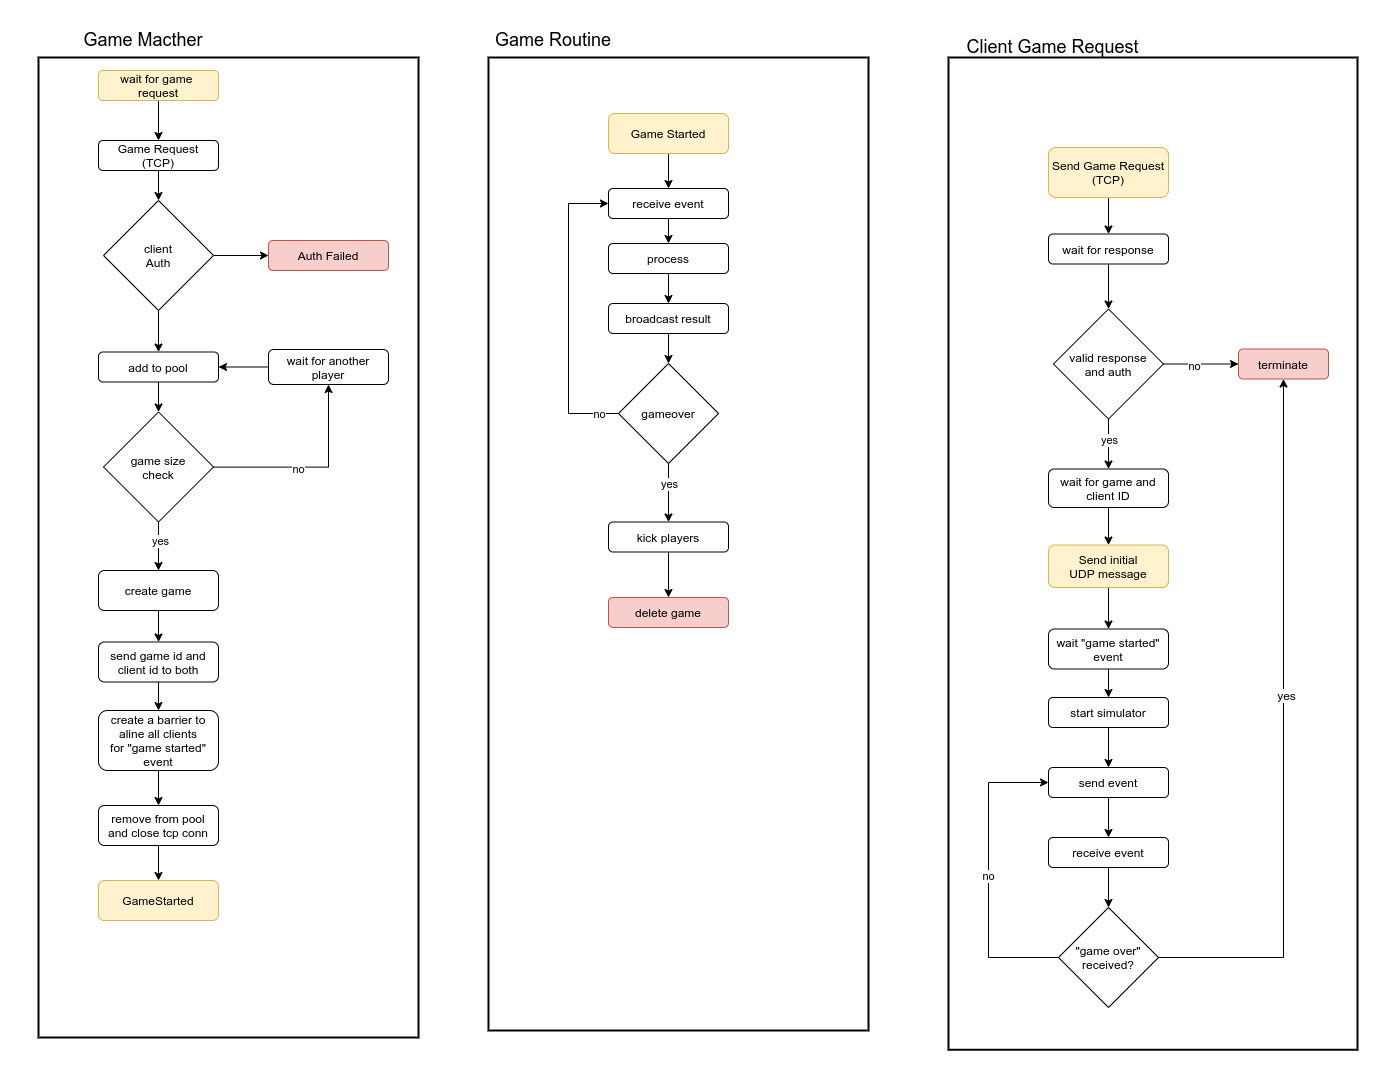 Game Macther
wait for game
request
Game Request
(TCP)
client
Auth
Auth Failed
add to pool
wait for another
player
game size
check
no
yes
create game
send game id and
client id to both
create a barrier to
aline all clients
for "game started"
event
remove from pool
and close tcp conn
GameStarted
Game Routine
Game Started
receive event
process
broadcast result
gameover
no
yes
kick players
delete game
Client Game Request
Send Game Request
(TCP)
wait for response
valid response
and auth
no
terminate
yes
wait for game and
client ID
Send initial
UDP message
wait "game started"
event
start simulator
send event
receive event
no
"game over"
received?
yes